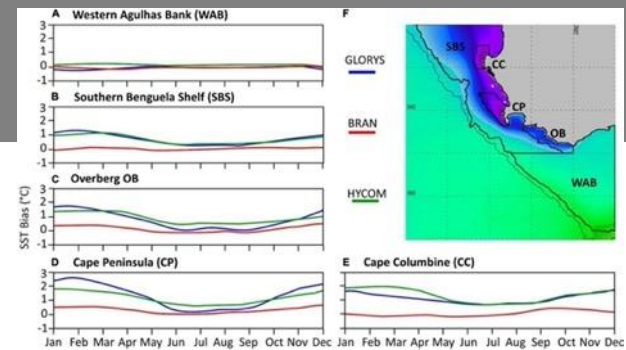 A Western Agulhas Bank (WAB)
3
2
1
0
-1
B Southern Benguela Shelf (SBS)
3
2
1
0
-1
C Overberg OB
3
2
1
0
-1
SST Bias (°C)
D Cape Peninsula (CP)
3
2
1
0
-1
Jan Feb Mar Apr May Jun Jul Aug Sep Oct Nov Dec
E Cape Columbine (CC)
Jan Feb Mar Apr May Jun Jul Aug Sep Oct Nov Dec
F
GLORYS
BRAN
HYCOM
SBS
CC
CP
OB
WAB